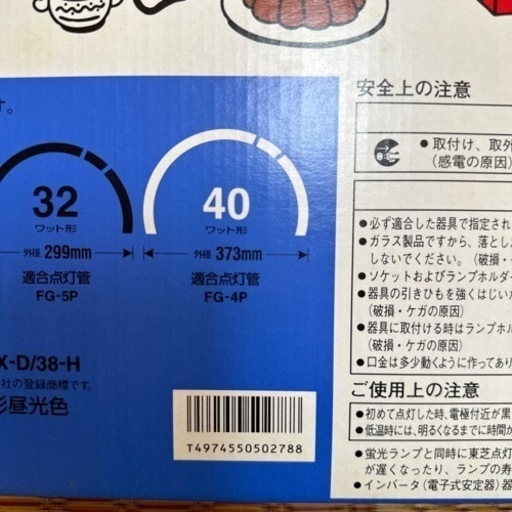 す。
32
ワット形
外径 299mm
適合点灯管
FG-5P
40
ワット形
外径 373mm
適合点灯管
FG-4P
X-D/38-H
社の登録商標です。
形昼光色
T4974550502788
安全上の注意
●取付け、取外
(感電の原因)
●必ず適合した器具で指定され
●ガラス製品ですから、落とし
しないでください。(破損・
●ソケットおよびランプホルダ
●器具の引きひもを強くはじい
(破損・ケガの原因)
●器具に取付ける時はランプホル
(破損・ケガの原因)
●口金は多少動くように作ってあり
ご使用上の注意
●初めて点灯した時、電極付近が黒
●低温時には、明るくなるまでに時間が
●蛍光ランプと同時に東芝点灯
が遅くなったり、ランプの寿
●インバータ(電子式安定器)器